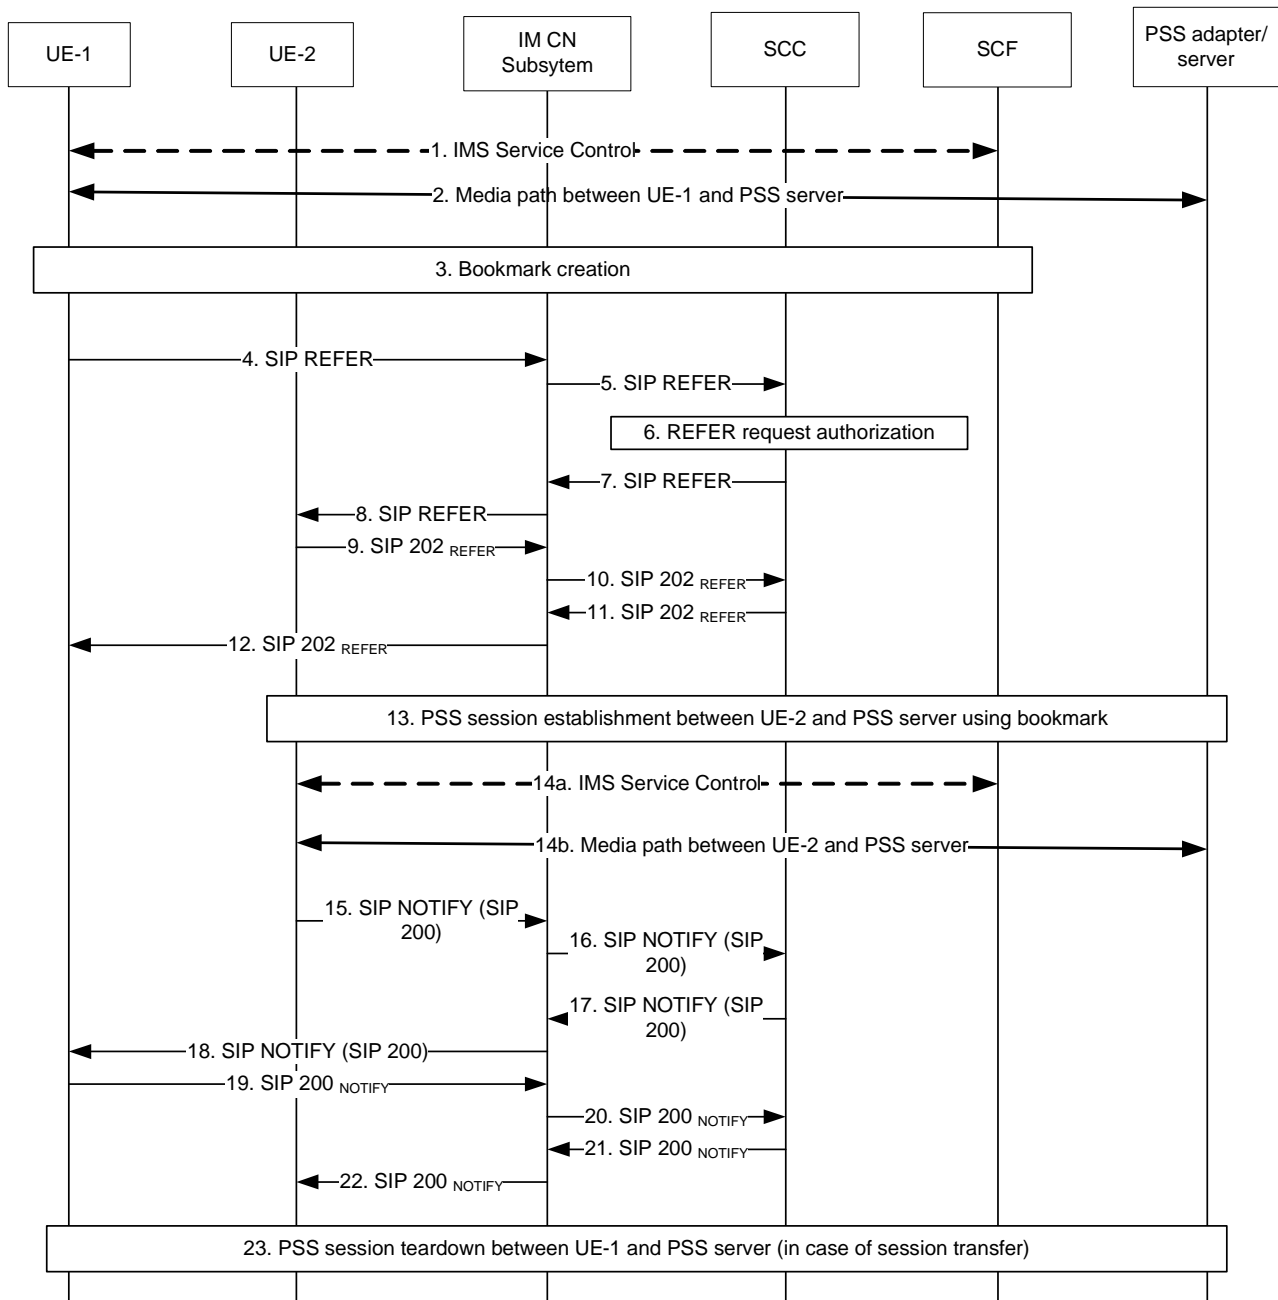 UE-1
UE-2
IM CN
Subsytem
SCC
SCF
PSS adapter/
server
1. IMS Service Control
2. Media path between UE-1 and PSS server
3. Bookmark creation
4. SIP REFER
5. SIP REFER
6. REFER request authorization
7. SIP REFER
8. SIP REFER
9. SIP 202 REFER
10. SIP 202 REFER
11. SIP 202 REFER
12. SIP 202 REFER
13. PSS session establishment between UE-2 and PSS server using bookmark
14a. IMS Service Control
14b. Media path between UE-2 and PSS server
15. SIP NOTIFY (SIP
200)
16. SIP NOTIFY (SIP
200)
17. SIP NOTIFY (SIP
200)
18. SIP NOTIFY (SIP 200)
19. SIP 200 NOTIFY
20. SIP 200 NOTIFY
21. SIP 200 NOTIFY
22. SIP 200 NOTIFY
23. PSS session teardown between UE-1 and PSS server (in case of session transfer)